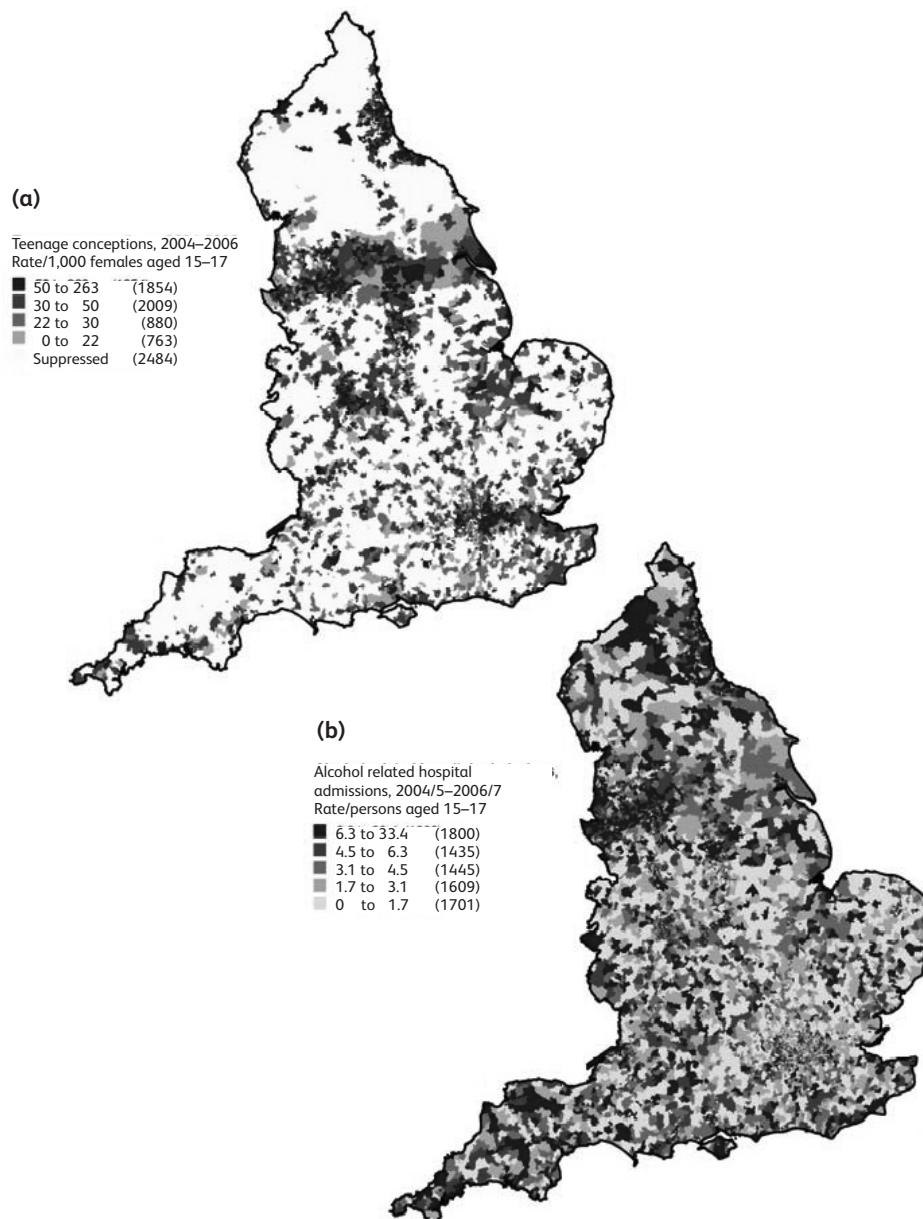 (a)
Teenage conceptions, 2004–2006
Rate/1,000 females aged 15–17
50 to 263 (1854)
30 to 50 (2009)
22 to 30 (880)
0 to 22 (763)
Suppressed (2484)
(b)
Alcohol related hospital
admissions, 2004/5–2006/7
Rate/persons aged 15–17
6.3 to 33.4 (1800)
4.5 to 6.3 (1435)
3.1 to 4.5 (1445)
1.7 to 3.1 (1609)
0 to 1.7 (1701)